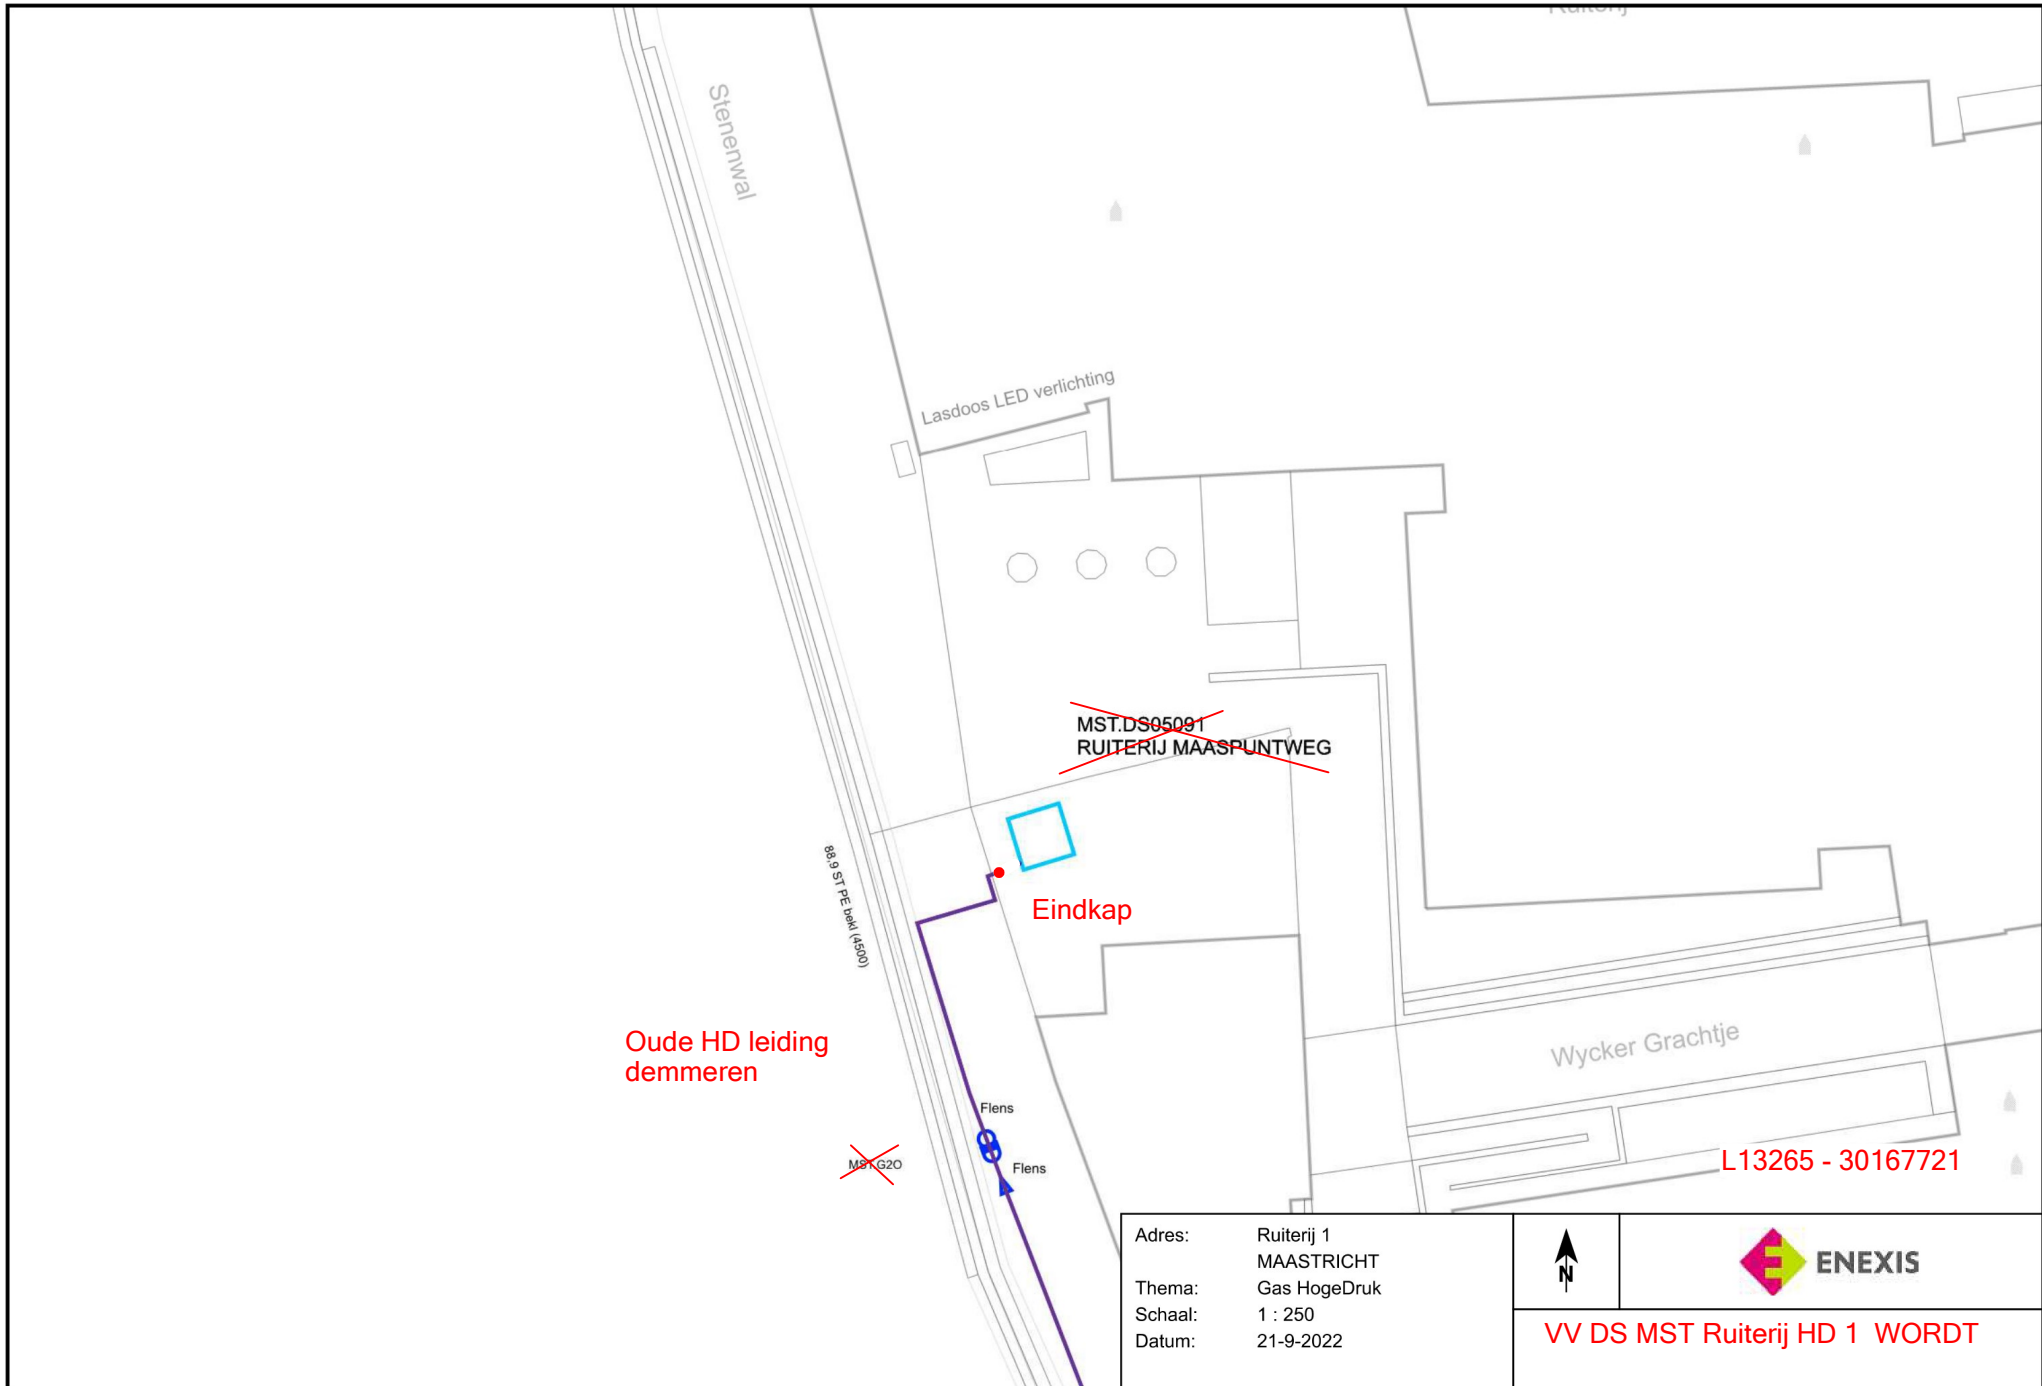 Ruiterij
Stenenwal
Lasdoos LED verlichting
MST.DS05091
RUITERIJ MAASPUNTWEG
88,9 ST PE bekl (4500)
Eindkap
Oude HD leiding
demmeren
Wycker Grachtje
Flens
Flens
MST.G2O
L13265 - 30167721
Adres: Ruiterij 1
MAASTRICHT
Thema: Gas HogeDruk
Schaal: 1 : 250
Datum: 21-9-2022
N
ENEXIS
VV DS MST Ruiterij HD 1 WORDT